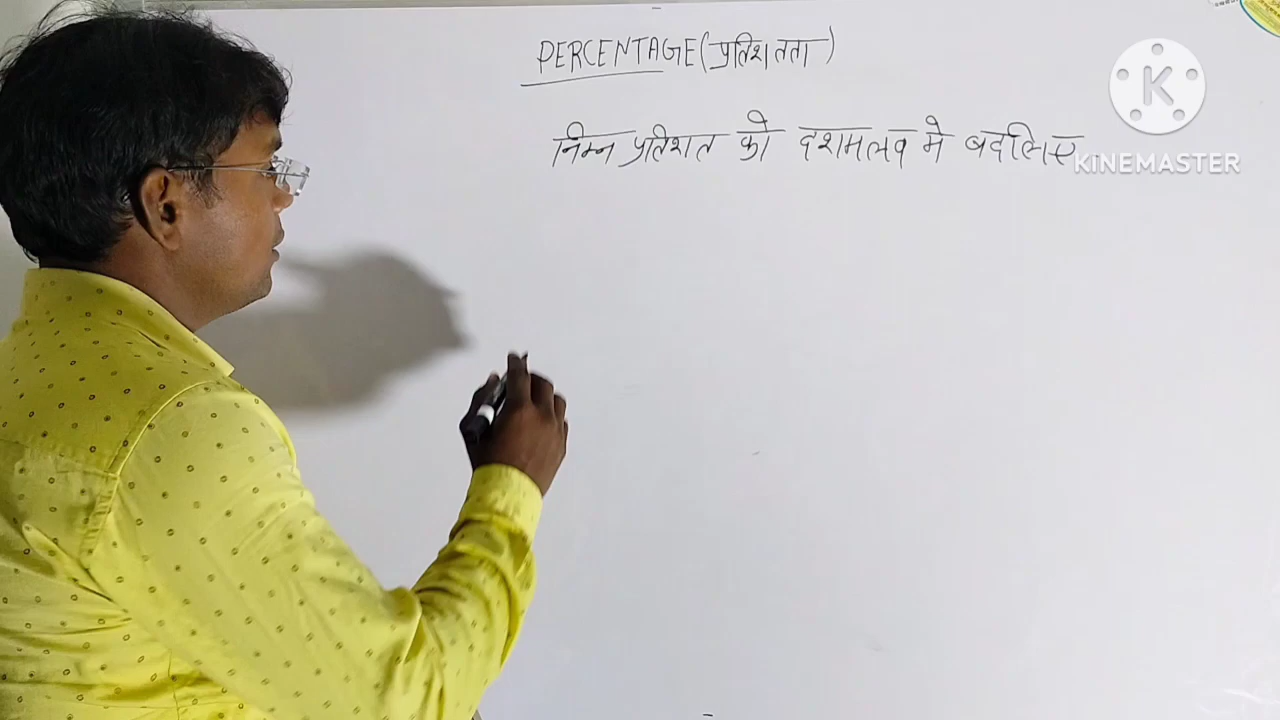 PERCENTAGE(प्रतिशतता)
निम्न प्रतिशत को दशमलव मे बदलिए
K
KINEMASTER